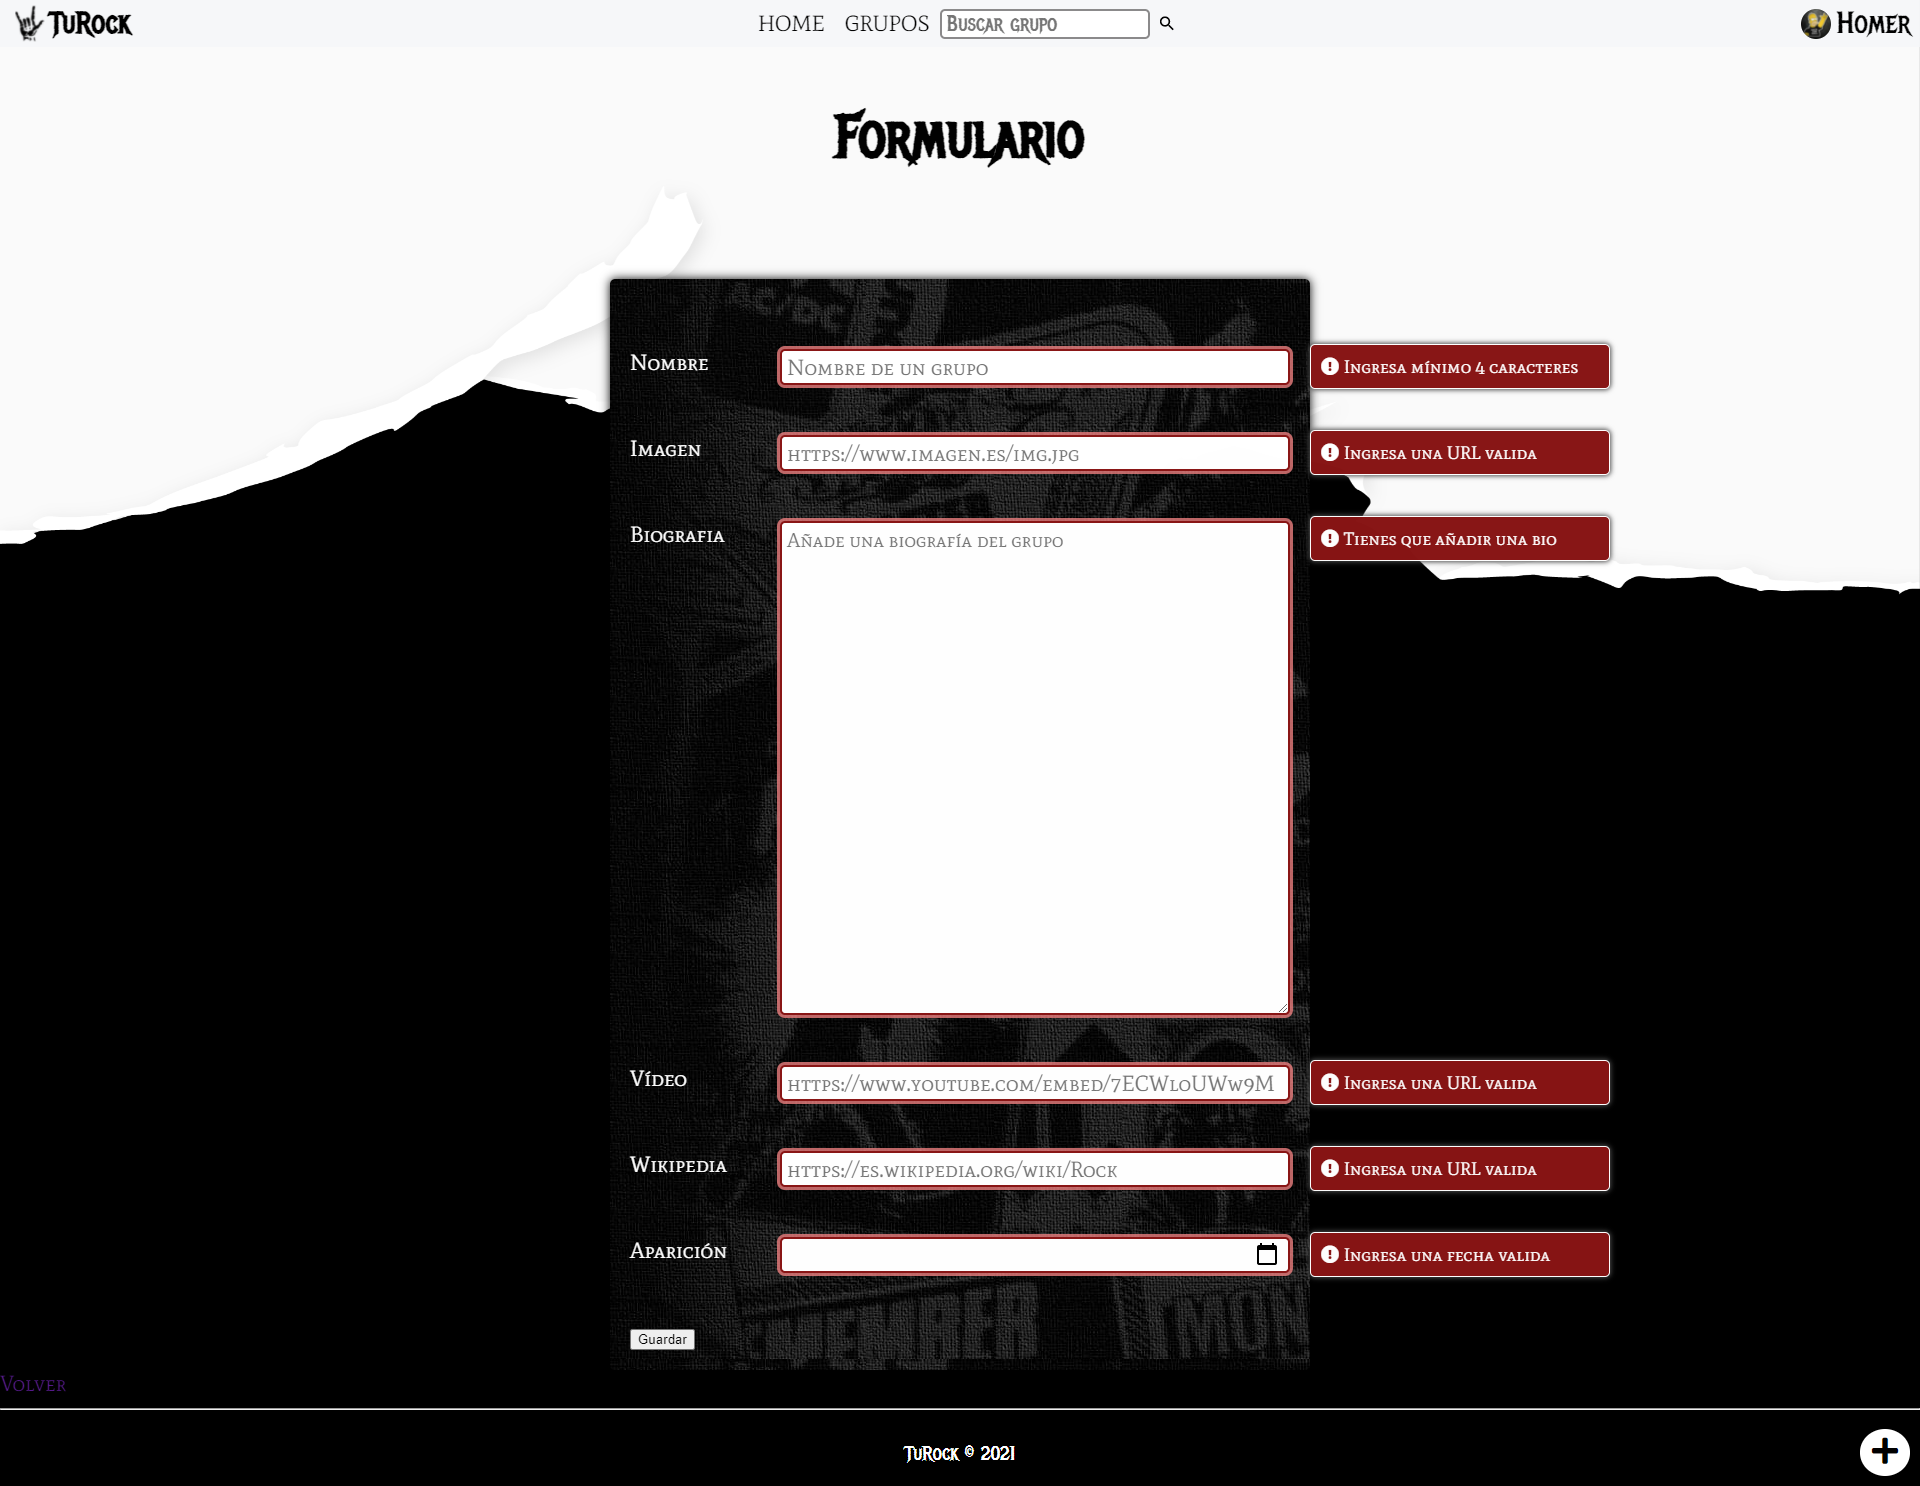 TuRock
HOME
GRUPOS
Buscar grupo
Homer
Formulario
AC/DC
Nombre
Nombre de un grupo
Ingresa mínimo 4 caracteres
Imagen
https://www.imagen.es/img.jpg
Ingresa una URL valida
Biografia
Añade una biografía del grupo
Tienes que añadir una bio
Vídeo
https://www.youtube.com/embed/7ECWloUWw9M
Ingresa una URL valida
Wikipedia
https://es.wikipedia.org/wiki/Rock
Ingresa una URL valida
Aparición
Ingresa una fecha valida
Guardar
Volver
TuRock © 2021